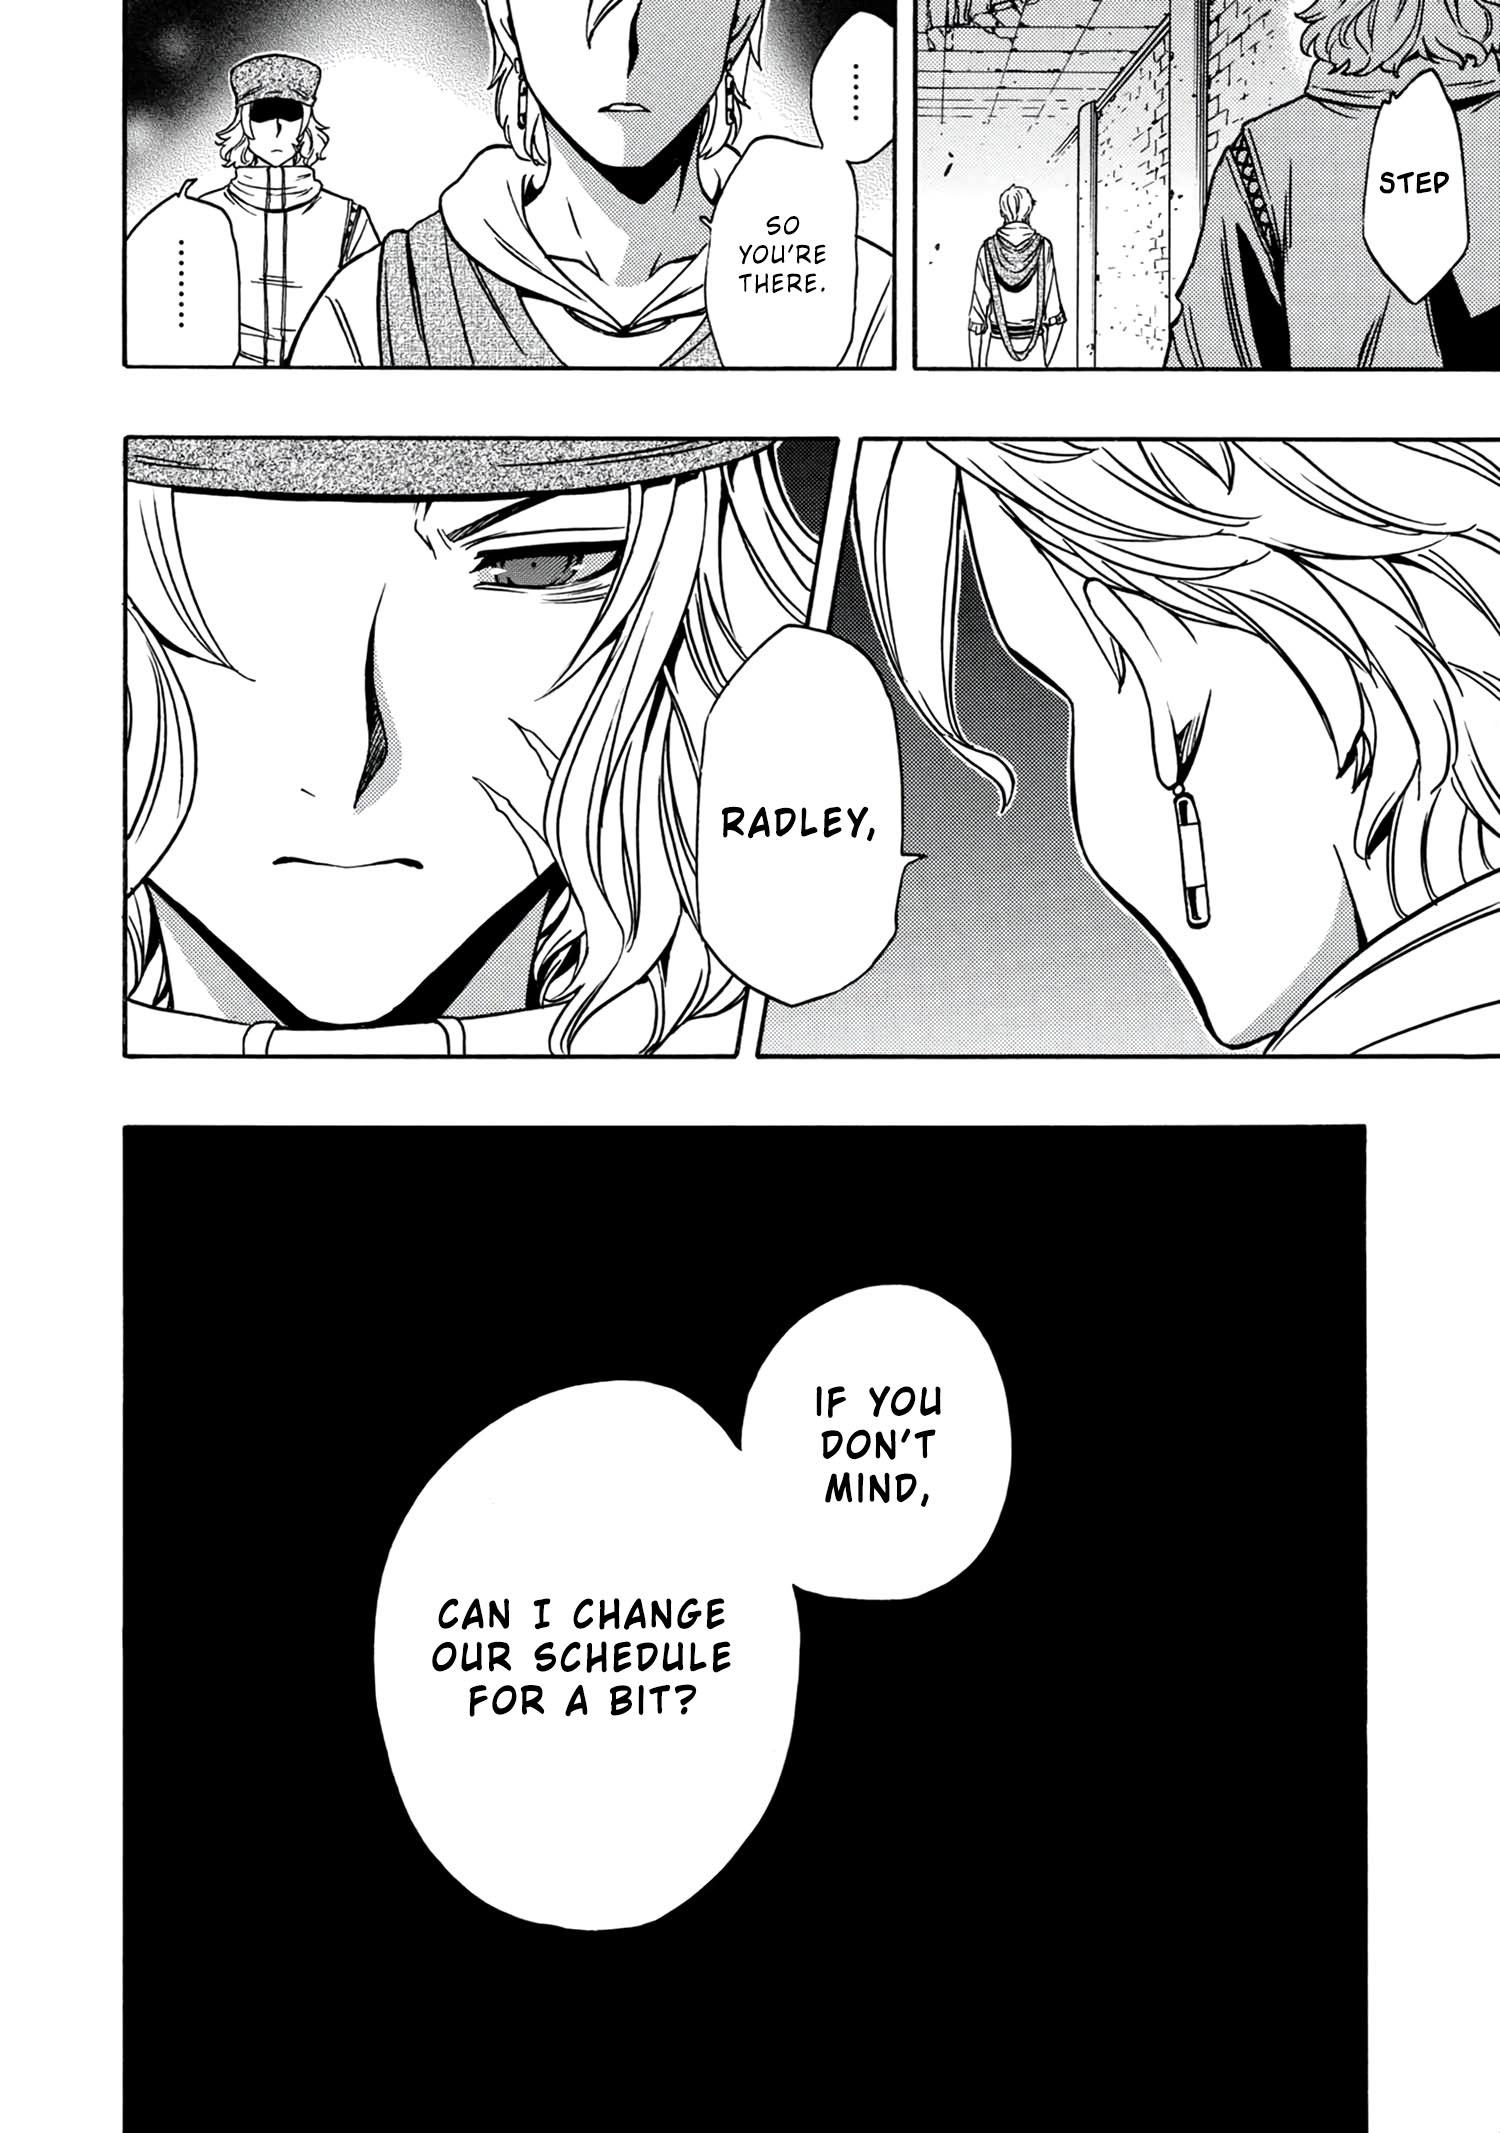 STEP
......
SO
YOU'RE
THERE.
.......
RADLEY,
IF YOU
DON'T
MIND,
CAN I CHANGE
OUR SCHEDULE
FOR A BIT?